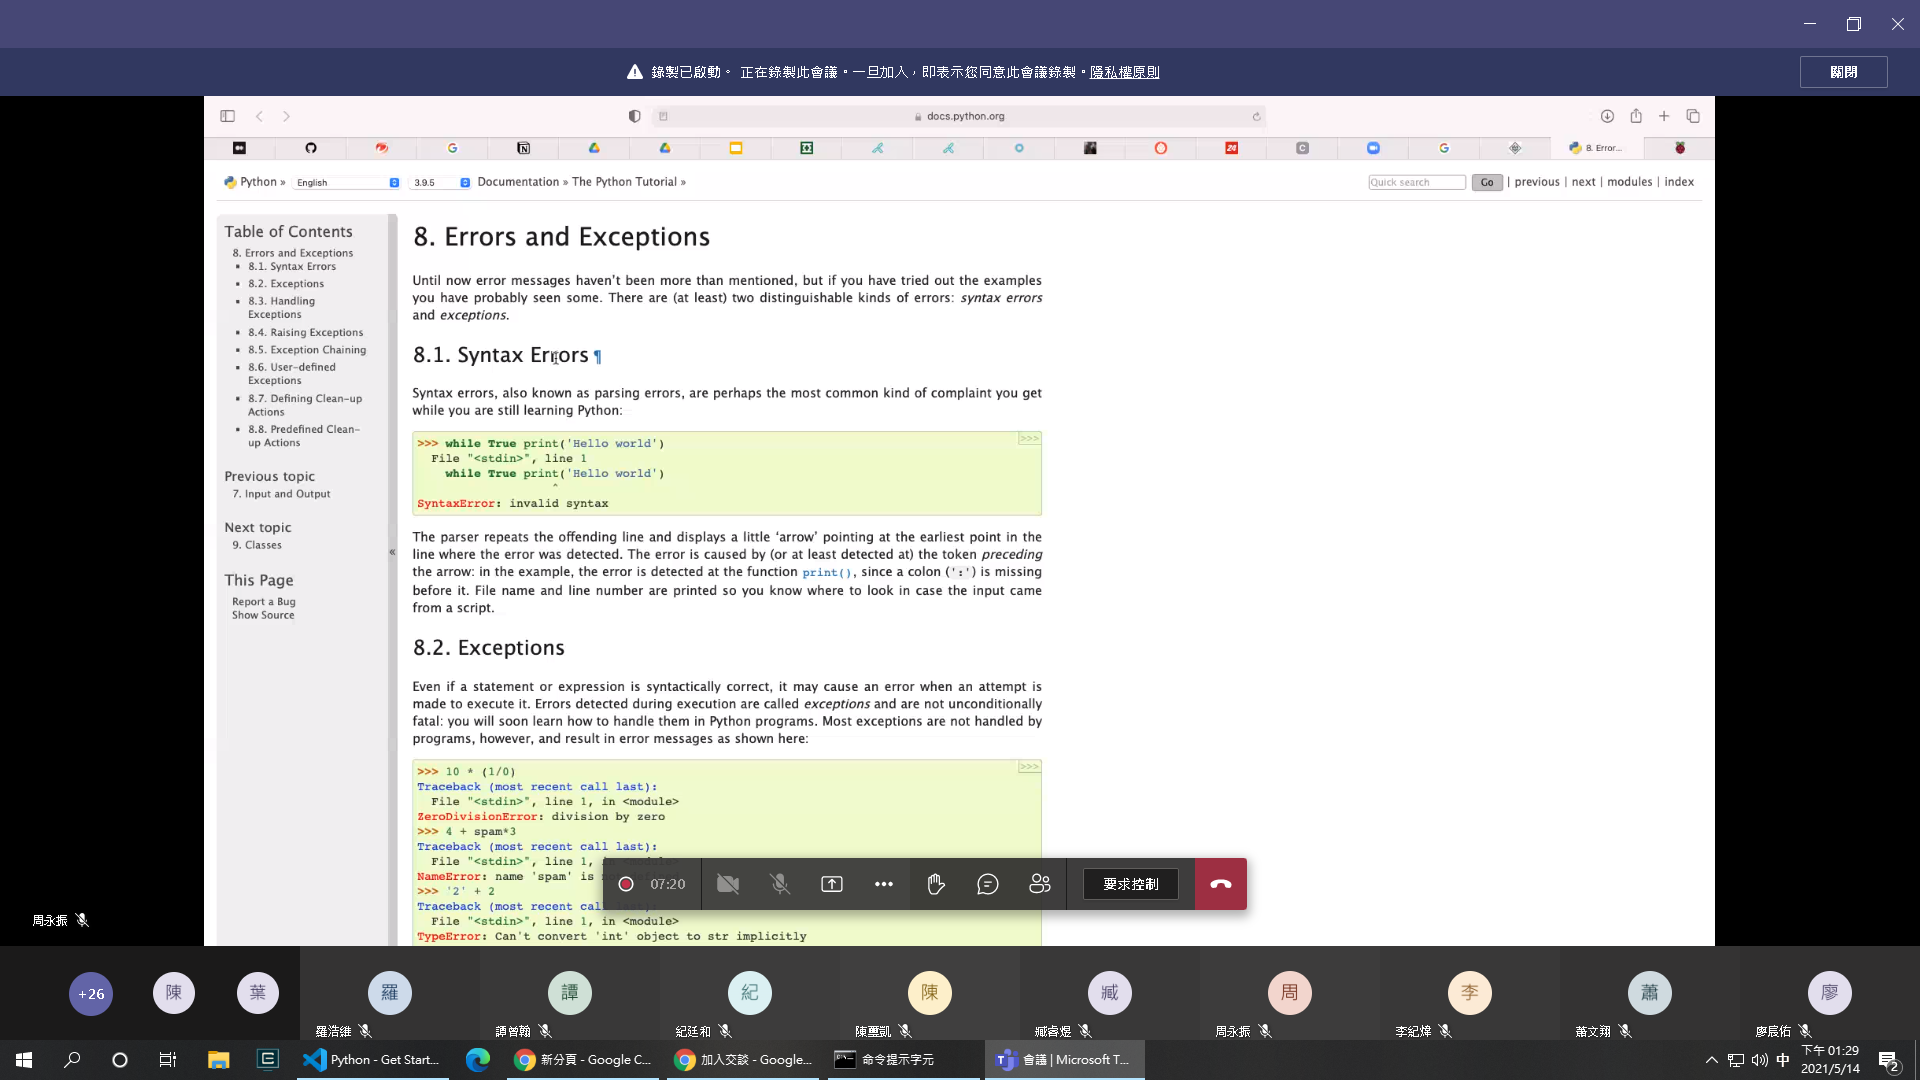 錄製已啟動。 正在錄製此會議。一旦加入，即表示您同意此會議錄製。隱私權原則
關閉
docs.python.org
8. Error...
Python » English 3.9.5 Documentation » The Python Tutorial »
Quick search Go | previous | next | modules | index
Table of Contents
8. Errors and Exceptions
8.1. Syntax Errors
8.2. Exceptions
8.3. Handling
Exceptions
8.4. Raising Exceptions
8.5. Exception Chaining
8.6. User-defined
Exceptions
8.7. Defining Clean-up
Actions
8.8. Predefined Clean-
up Actions
Previous topic
7. Input and Output
Next topic
9. Classes
This Page
Report a Bug
Show Source
«
8. Errors and Exceptions
Until now error messages haven’t been more than mentioned, but if you have tried out the examples
you have probably seen some. There are (at least) two distinguishable kinds of errors: syntax errors
and exceptions.
8.1. Syntax Errors ¶
Syntax errors, also known as parsing errors, are perhaps the most common kind of complaint you get
while you are still learning Python:
>>>
>>> while True print('Hello world')
File "<stdin>", line 1
while True print('Hello world')
^
SyntaxError: invalid syntax
The parser repeats the offending line and displays a little ‘arrow’ pointing at the earliest point in the
line where the error was detected. The error is caused by (or at least detected at) the token preceding
the arrow: in the example, the error is detected at the function print(), since a colon (':') is missing
before it. File name and line number are printed so you know where to look in case the input came
from a script.
8.2. Exceptions
Even if a statement or expression is syntactically correct, it may cause an error when an attempt is
made to execute it. Errors detected during execution are called exceptions and are not unconditionally
fatal: you will soon learn how to handle them in Python programs. Most exceptions are not handled by
programs, however, and result in error messages as shown here:
>>>
>>> 10 * (1/0)
Traceback (most recent call last):
File "<stdin>", line 1, in <module>
ZeroDivisionError: division by zero
>>> 4 + spam*3
Traceback (most recent call last):
File "<stdin>", line 1,
NameError: name 'spam' is
>>> '2' + 2
Traceback (most recent
File "<stdin>", line 1, in <module>
TypeError: Can't convert 'int' object to str implicitly
07:20
要求控制
周永振
+26 陳 葉 羅 譚 紀 陳 臧 周 李 蕭 廖
羅浩維 譚曾翰 紀廷和 陳重凱 臧睿煜 周永振 李紀煒 蕭文翔 廖宸佑
Python - Get Start... 新分頁 - Google C... 加入交談 - Google... 命令提示字元 會議 | Microsoft T...
中
下午 01:29
2021/5/14
2